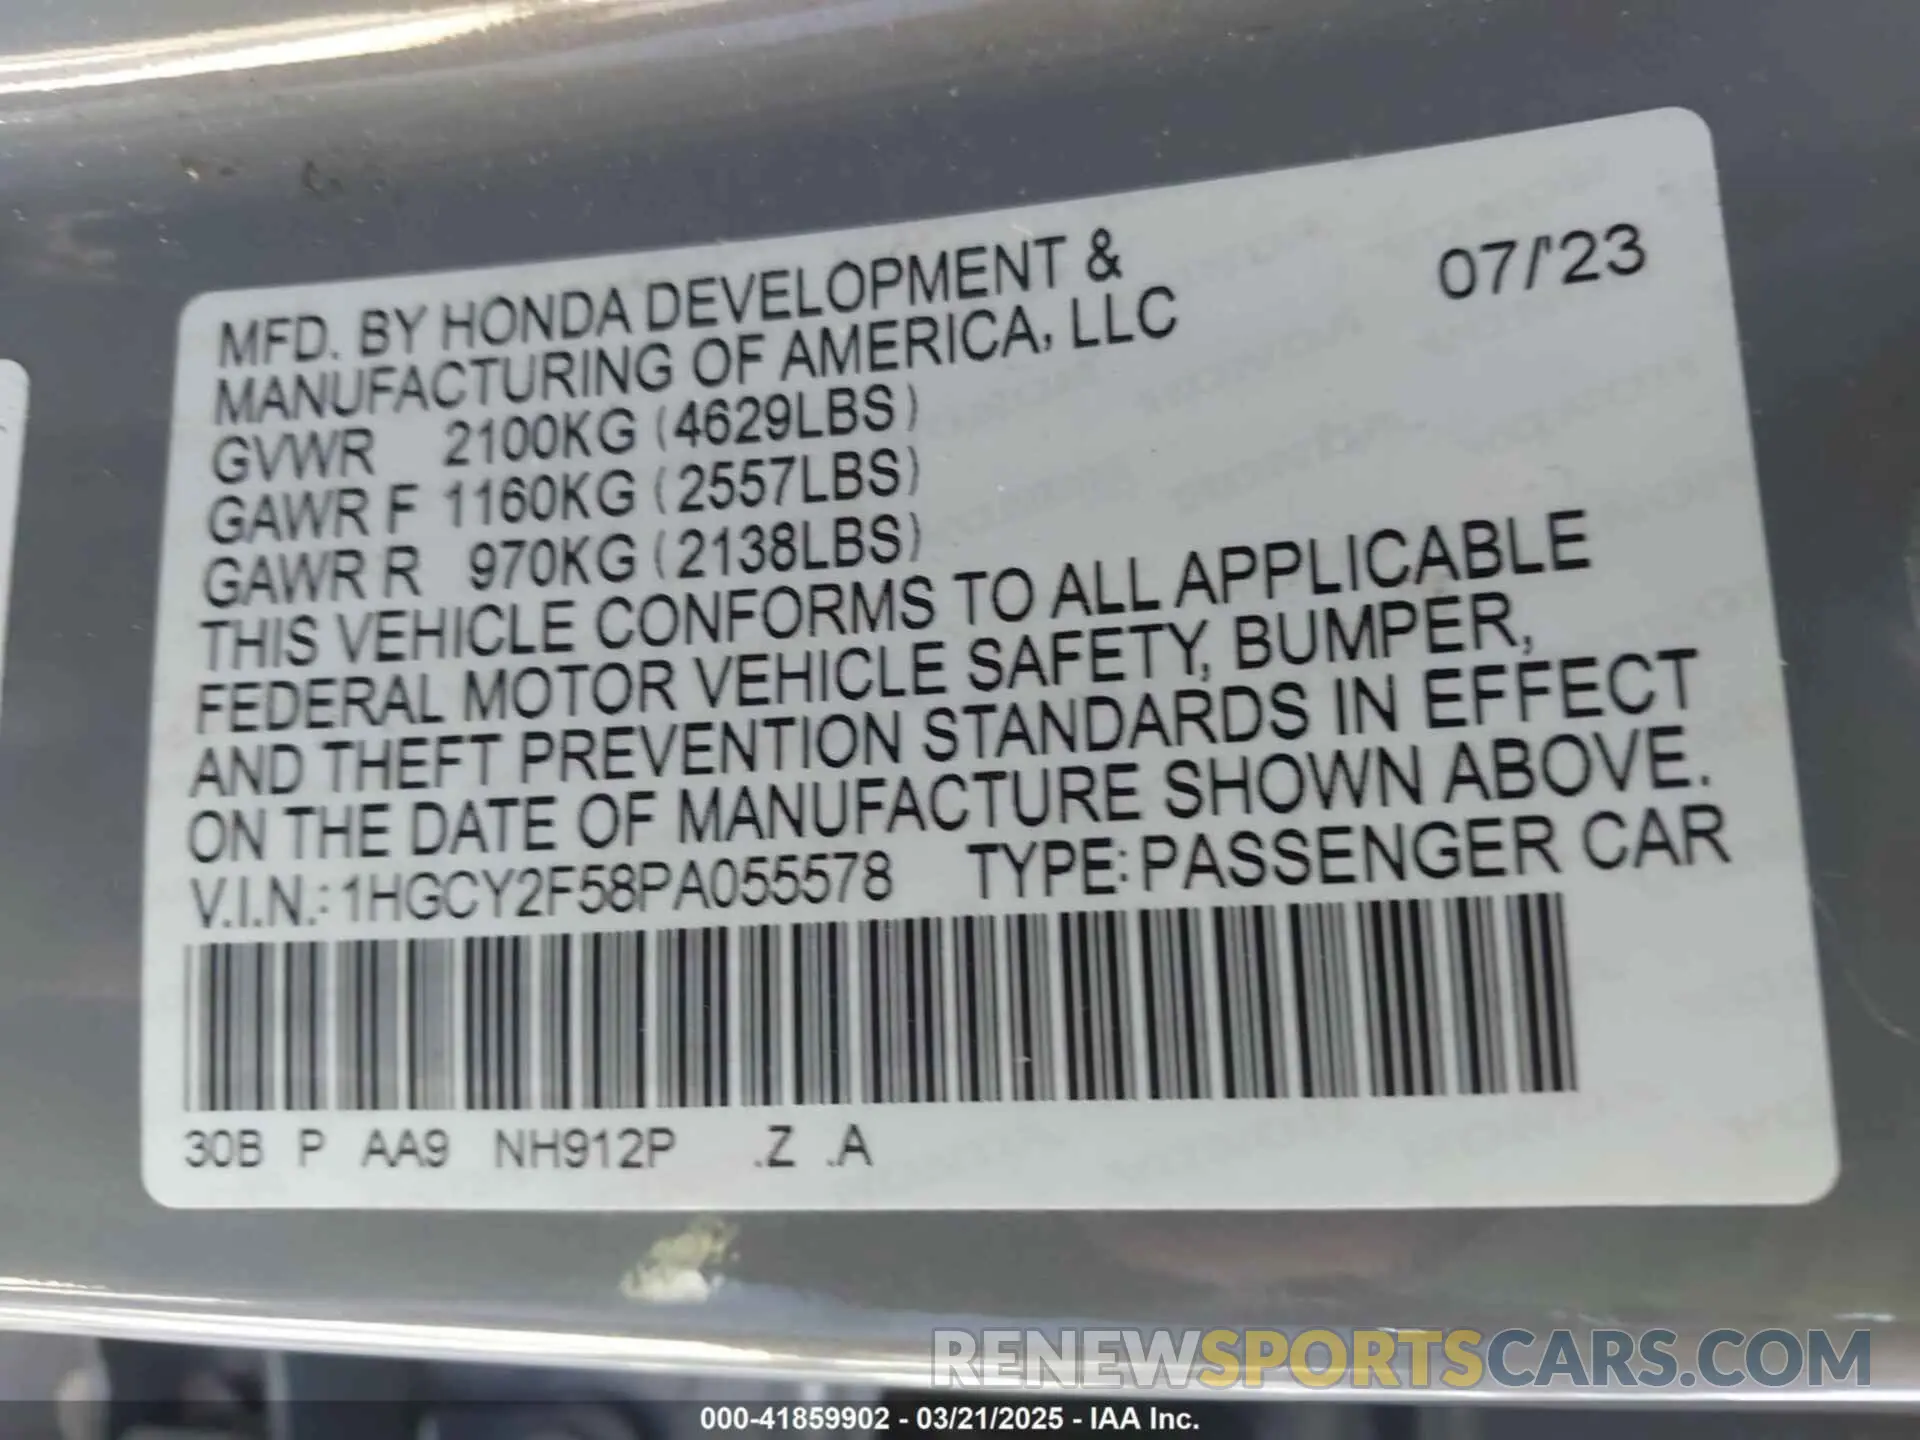 07/'23
MFD. BY HONDA DEVELOPMENT &
MANUFACTURING OF AMERICA, LLC
GVWR 2100KG (4629LBS)
GAWR F 1160KG (2557LBS)
GAWR R 970KG (2138LBS)
THIS VEHICLE CONFORMS TO ALL APPLICABLE
FEDERAL MOTOR VEHICLE SAFETY, BUMPER,
AND THEFT PREVENTION STANDARDS IN EFFECT
ON THE DATE OF MANUFACTURE SHOWN ABOVE.
V.I.N.: 1HGCY2F58PA055578 TYPE: PASSENGER CAR
30B P AA9 NH912P .Z .A
RENEWSPORTSCARS.COM
000-41859902 - 03/21/2025 - IAA Inc.